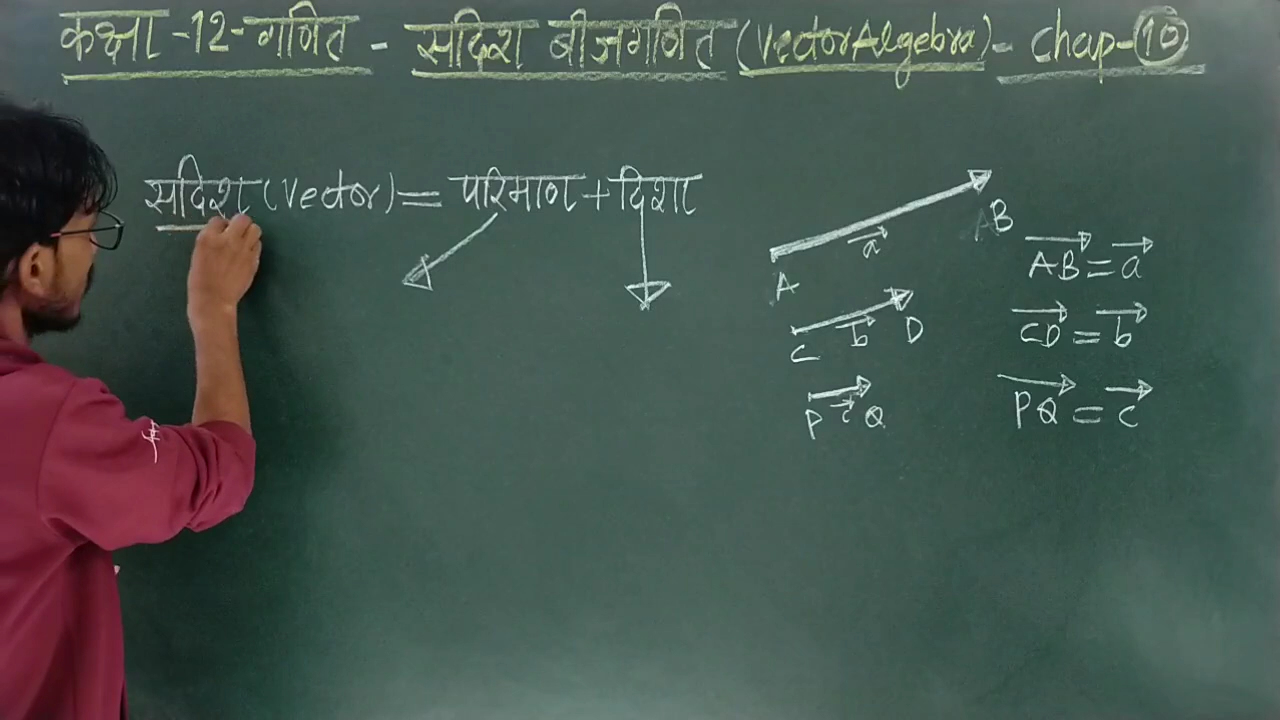 कक्षा -12- गणित - सदिश बीजगणित (Vector Algebra) - Chap-10
सदिश (Vector) = परिमाण + दिशा
B
a⃗
A
AB⃗ = a⃗
C b⃗ D
CD⃗ = b⃗
P c⃗ Q
PQ⃗ = c⃗